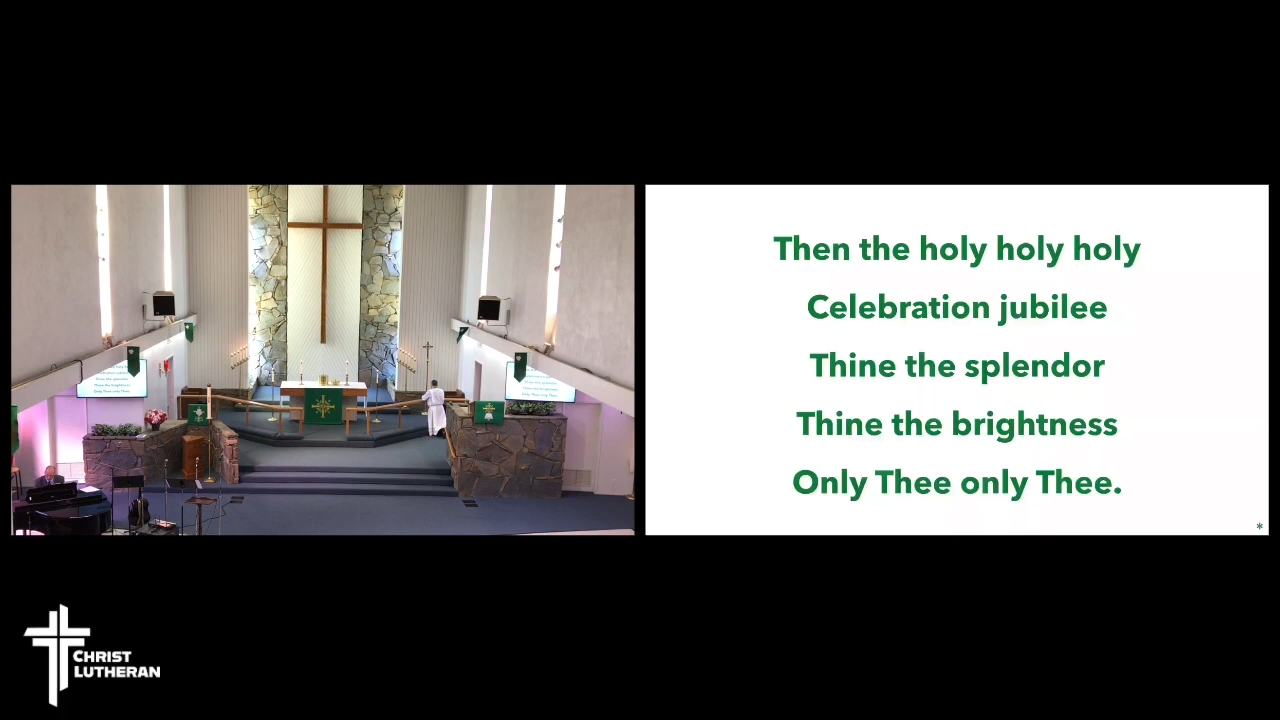 Then the holy holy holy
Celebration jubilee
Thine the splendor
Thine the brightness
Only Thee only Thee.
*
CHRIST
LUTHERAN